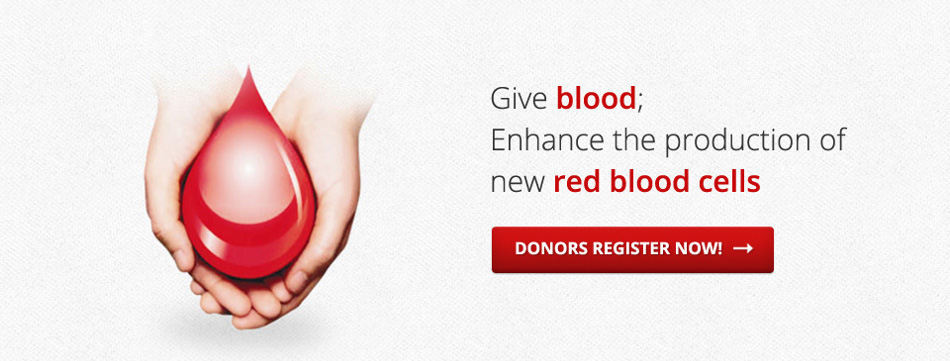 Give blood;
Enhance the production of
new red blood cells
DONORS REGISTER NOW!